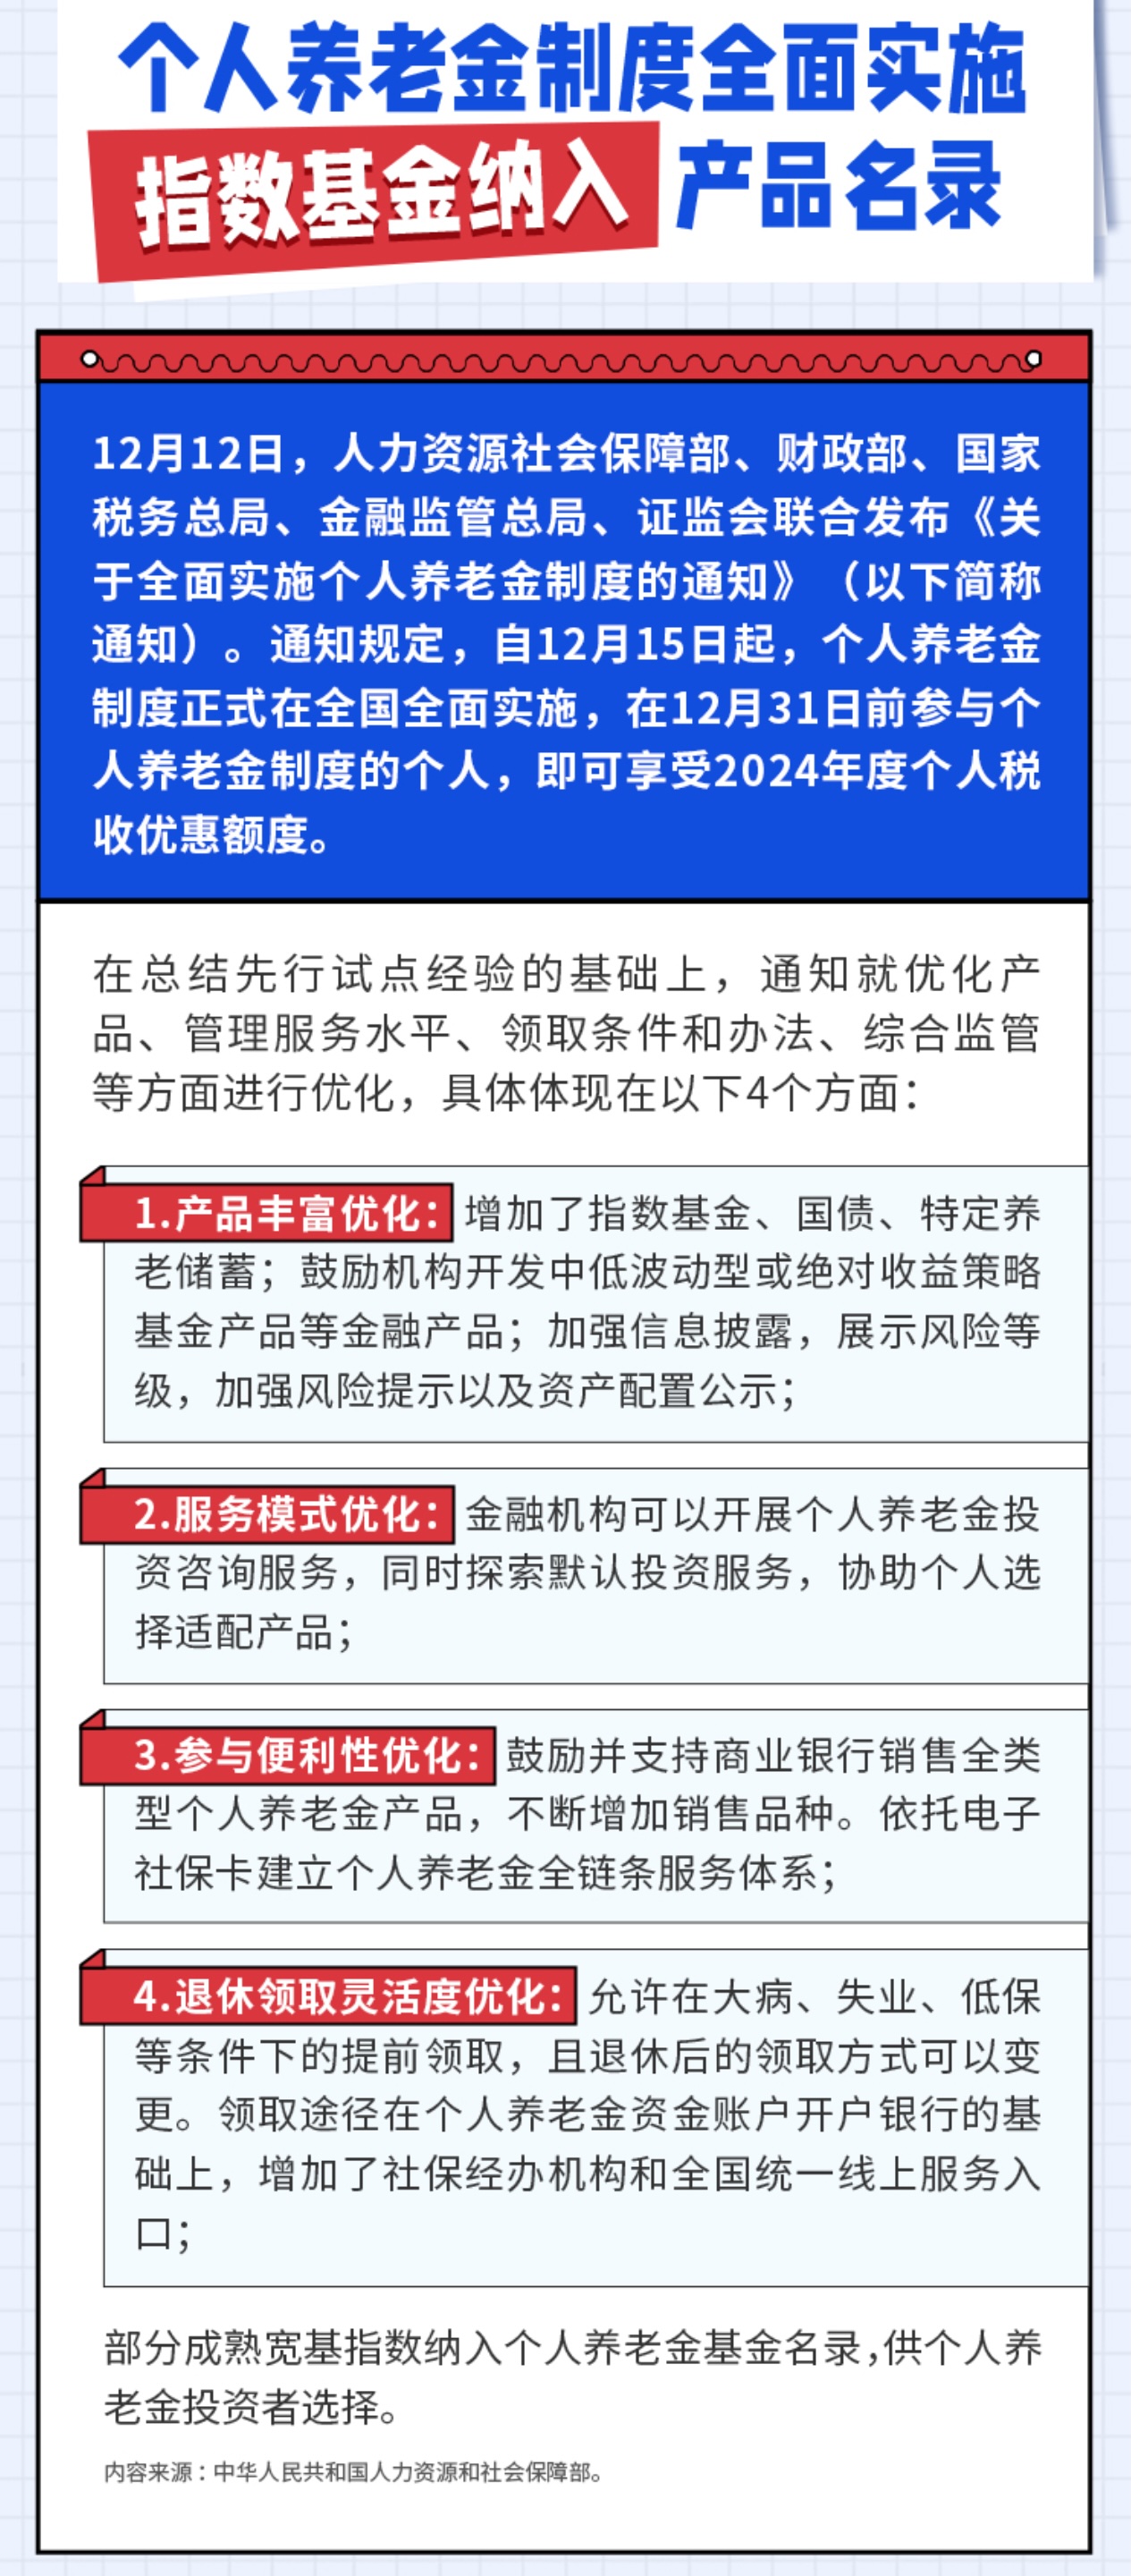 个人养老金制度全面实施
指数基金纳入 产品名录
12月12日，人力资源社会保障部、财政部、国家
税务总局、金融监管总局、证监会联合发布《关
于全面实施个人养老金制度的通知》（以下简称
通知）。通知规定，自12月15日起，个人养老金
制度正式在全国全面实施，在12月31日前参与个
人养老金制度的个人，即可享受2024年度个人税
收优惠额度。
在总结先行试点经验的基础上，通知就优化产
品、管理服务水平、领取条件和办法、综合监管
等方面进行优化，具体体现在以下4个方面：
1.产品丰富优化：增加了指数基金、国债、特定养
老储蓄；鼓励机构开发中低波动型或绝对收益策略
基金产品等金融产品；加强信息披露，展示风险等
级，加强风险提示以及资产配置公示；
2.服务模式优化：金融机构可以开展个人养老金投
资咨询服务，同时探索默认投资服务，协助个人选
择适配产品；
3.参与便利性优化：鼓励并支持商业银行销售全类
型个人养老金产品，不断增加销售品种。依托电子
社保卡建立个人养老金全链条服务体系；
4.退休领取灵活度优化：允许在大病、失业、低保
等条件下的提前领取，且退休后的领取方式可以变
更。领取途径在个人养老金资金账户开户银行的基
础上，增加了社保经办机构和全国统一线上服务入
口；
部分成熟宽基指数纳入个人养老金基金名录,供个人养
老金投资者选择。
内容来源：中华人民共和国人力资源和社会保障部。